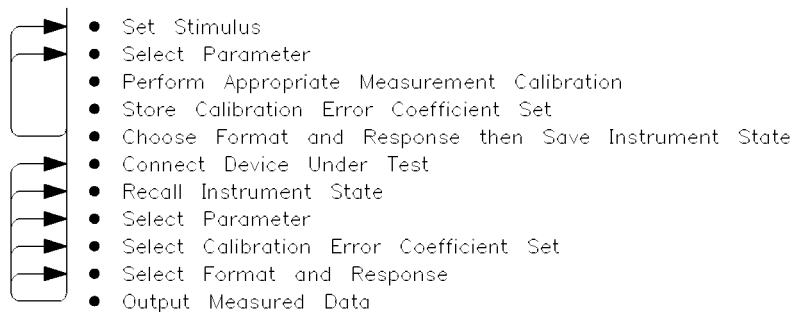 ● Set Stimulus
● Select Parameter
● Perform Appropriate Measurement Calibration
● Store Calibration Error Coefficient Set
● Choose Format and Response then Save Instrument State
● Connect Device Under Test
● Recall Instrument State
● Select Parameter
● Select Calibration Error Coefficient Set
● Select Format and Response
● Output Measured Data